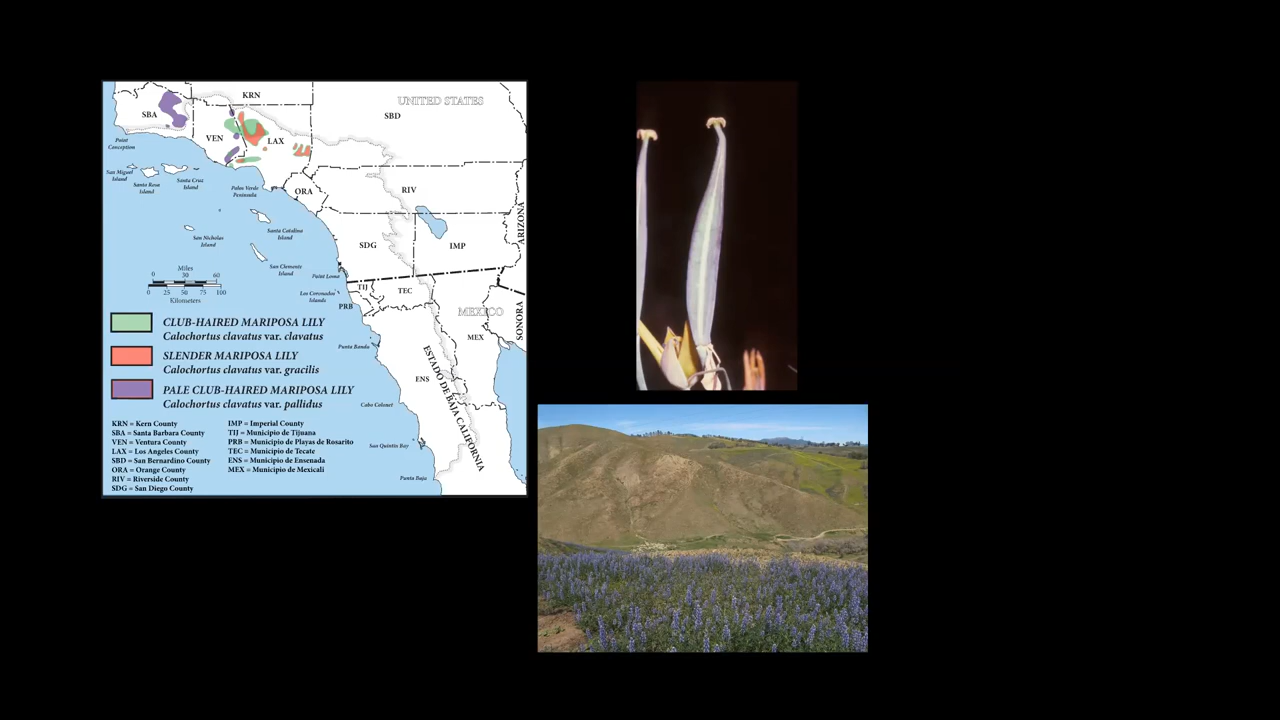 KRN
UNITED STATES
SBA
SBD
VEN
LAX
Point
Conception
San Miguel
Island
Santa Rosa
Island
Santa Cruz
Island
Palos Verde
Peninsula
ORA
RIV
ARIZONA
San Nicholas
Island
Santa Catalina
Island
SDG
IMP
San Clemente
Island
Point Loma
Miles
0 30 60
0 25 50 75 100
Kilometers
Los Coronados
Islands
TIJ
TEC
PRB
MEXICO
SONORA
MEX
CLUB-HAIRED MARIPOSA LILY
Calochortus clavatus var. clavatus
Punta Banda
SLENDER MARIPOSA LILY
Calochortus clavatus var. gracilis
ENS
ESTADO DE BAJA CALIFORNIA
PALE CLUB-HAIRED MARIPOSA LILY
Calochortus clavatus var. pallidus
Cabo Colonet
San Quintin Bay
Punta Baja
KRN = Kern County
SBA = Santa Barbara County
VEN = Ventura County
LAX = Los Angeles County
SBD = San Bernardino County
ORA = Orange County
RIV = Riverside County
SDG = San Diego County
IMP = Imperial County
TIJ = Municipio de Tijuana
PRB = Municipio de Playas de Rosarito
TEC = Municipio de Tecate
ENS = Municipio de Ensenada
MEX = Municipio de Mexicali